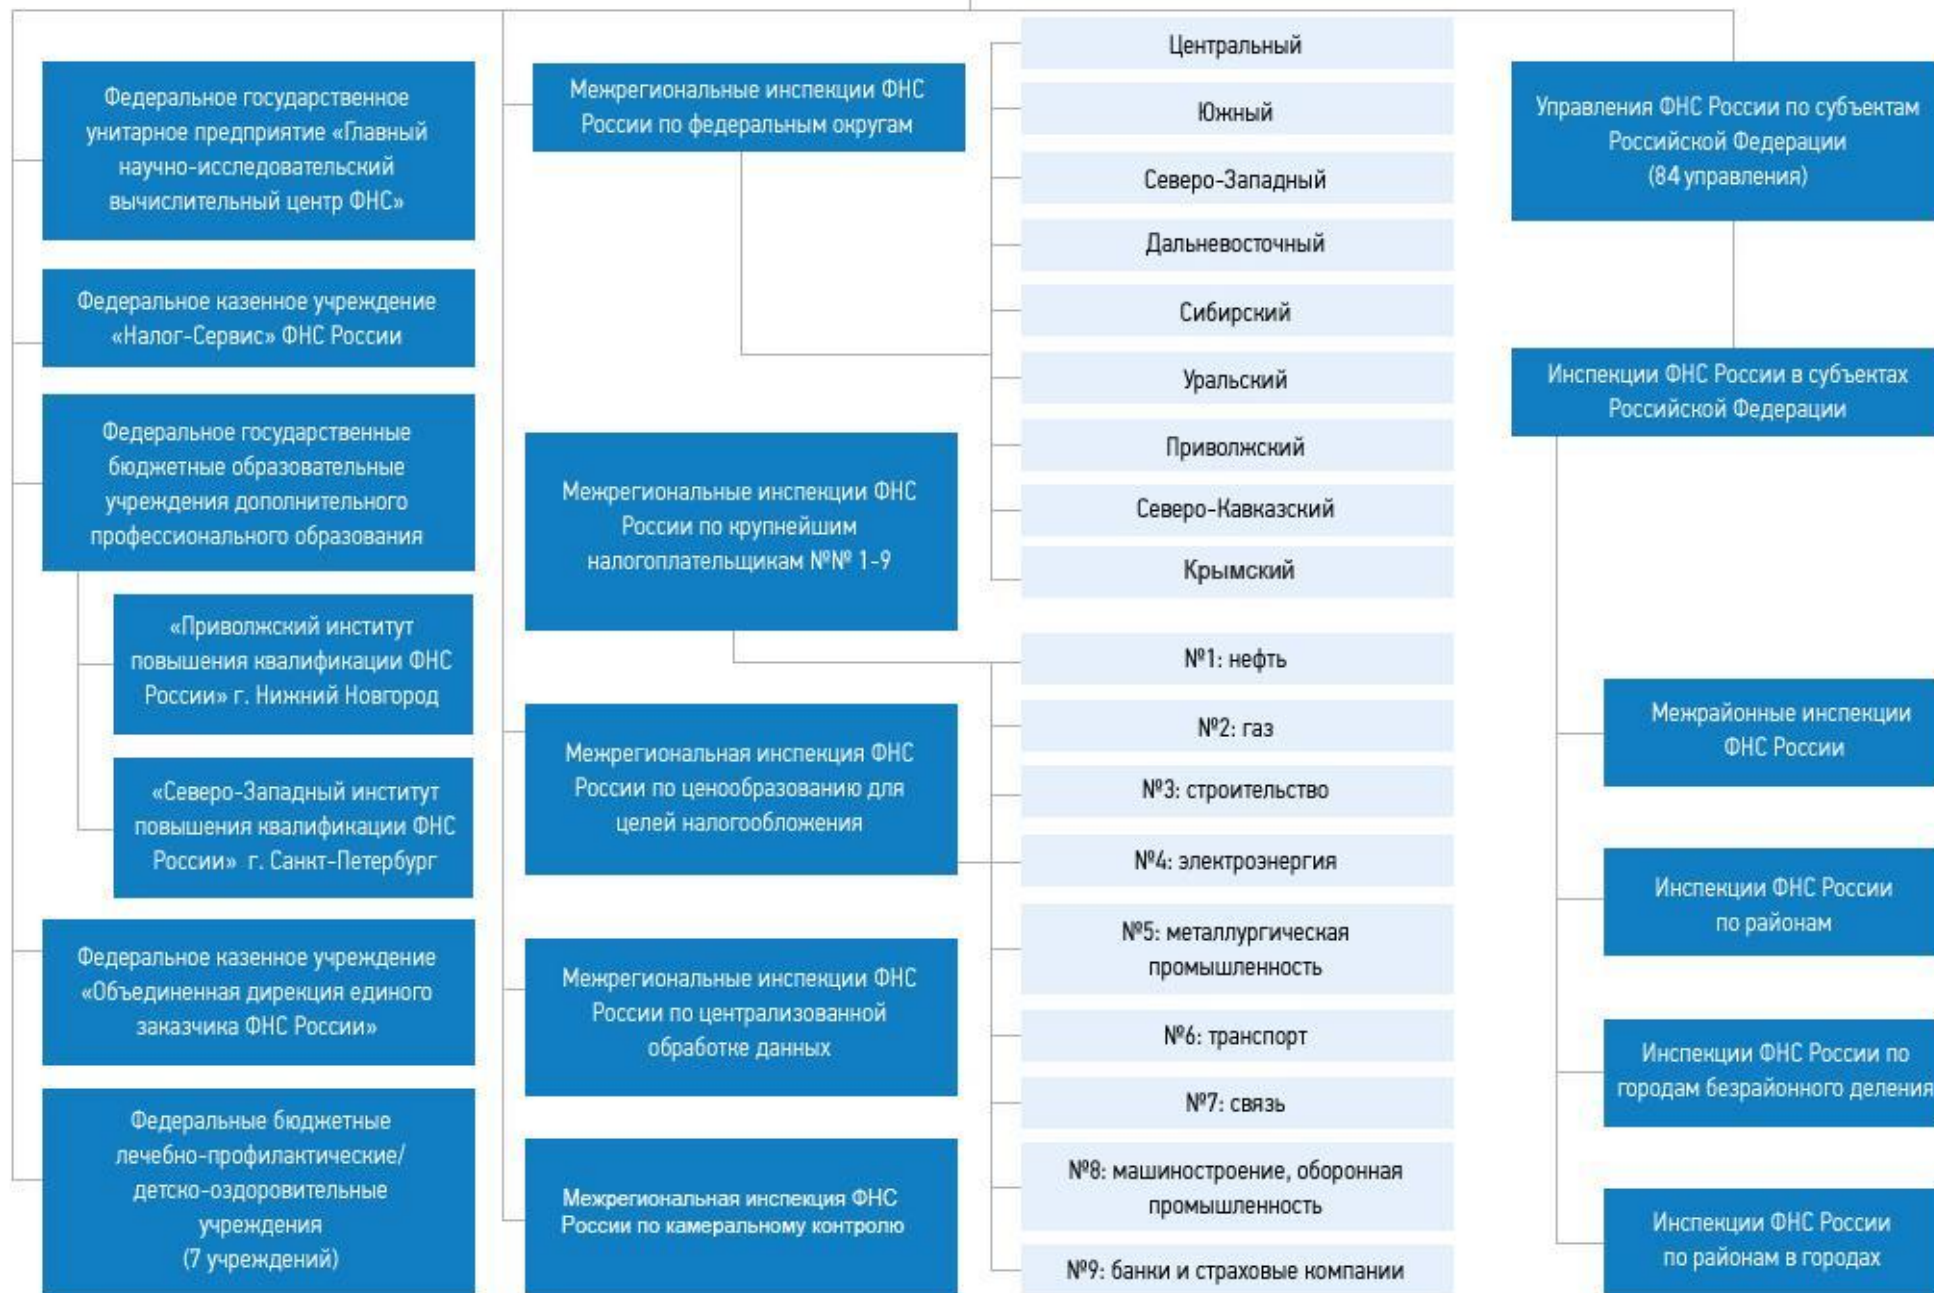 Федеральное государственное
унитарное предприятие «Главный
научно-исследовательский
вычислительный центр ФНС»
Федеральное казенное учреждение
«Налог-Сервис» ФНС России
Федеральное государственные
бюджетные образовательные
учреждения дополнительного
профессионального образования
«Приволжский институт
повышения квалификации ФНС
России» г. Нижний Новгород
«Северо-Западный институт
повышения квалификации ФНС
России» г. Санкт-Петербург
Федеральное казенное учреждение
«Объединенная дирекция единого
заказчика ФНС России»
Федеральные бюджетные
лечебно-профилактические/
детско-оздоровительные
учреждения
(7 учреждений)
Межрегиональные инспекции ФНС
России по федеральным округам
Межрегиональные инспекции ФНС
России по крупнейшим
налогоплательщикам №№ 1-9
Межрегиональная инспекция ФНС
России по ценообразованию для
целей налогообложения
Межрегиональные инспекции ФНС
России по централизованной
обработке данных
Межрегиональная инспекция ФНС
России по камеральному контролю
Центральный
Южный
Северо-Западный
Дальневосточный
Сибирский
Уральский
Приволжский
Северо-Кавказский
Крымский
№1: нефть
№2: газ
№3: строительство
№4: электроэнергия
№5: металлургическая
промышленность
№6: транспорт
№7: связь
№8: машиностроение, оборонная
промышленность
№9: банки и страховые компании
Управления ФНС России по субъектам
Российской Федерации
(84 управления)
Инспекции ФНС России в субъектах
Российской Федерации
Межрайонные инспекции
ФНС России
Инспекции ФНС России
по районам
Инспекции ФНС России по
городам безрайонного деления
Инспекции ФНС России
по районам в городах